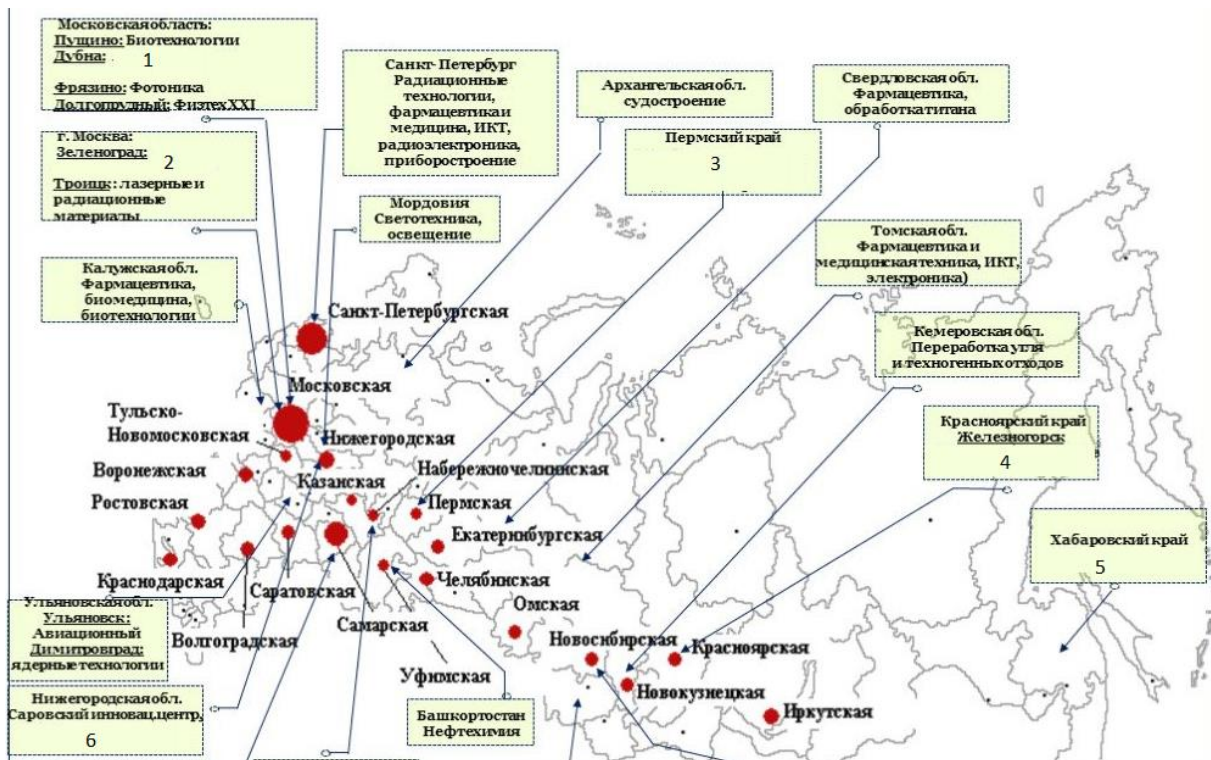 Московская область:
Пущино: Биотехнологии
Дубна: 1
Фрязино: Фотоника
Долгопрудный: Физтех XXI
г. Москва:
Зеленоград: 2
Троицк: лазерные и
радиационные
материалы
Калужская обл.
Фармацевтика,
биомедицина,
биотехнологии
Санкт-Петербург
Радиационные
технологии,
фармацевтика и
медицина, ИКТ,
радиоэлектроника,
приборостроение
Мордовия
Светотехника,
освещение
Архангельская обл.
судостроение
Пермский край
3
Свердловская обл.
Фармацевтика,
обработка титана
Томская обл.
Фармацевтика и
медицинская техника, ИКТ,
электроника)
Кемеровская обл.
Переработка угля
и техногенных отходов
Красноярский край
Железногорск
4
Хабаровский край
5
Санкт-Петербургская
Московская
Тульско-
Новомосковская
Нижегородская
Воронежская
Казанская
Набережночелнинская
Ростовская
Пермская
Екатеринбургская
Краснодарская
Саратовская
Челябинская
Волгоградская
Самарская
Омская
Уфимская
Новосибирская
Красноярская
Новокузнецкая
Иркутская
Ульяновская обл.
Ульяновск:
Авиационный
Димитровград:
ядерные технологии
Нижегородская обл.
Саровский инновац.центр,
6
Башкортостан
Нефтехимия